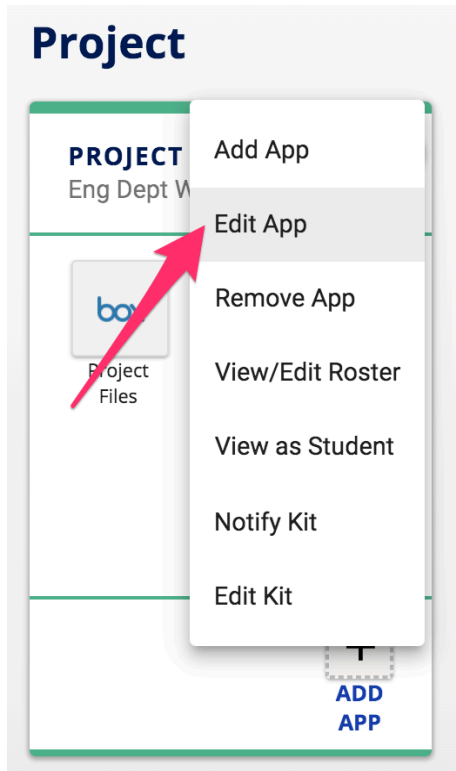 Project
PROJECT
Eng Dept
Project
Files
Add App
Edit App
Remove App
View/Edit Roster
View as Student
Notify Kit
Edit Kit
ADD
APP